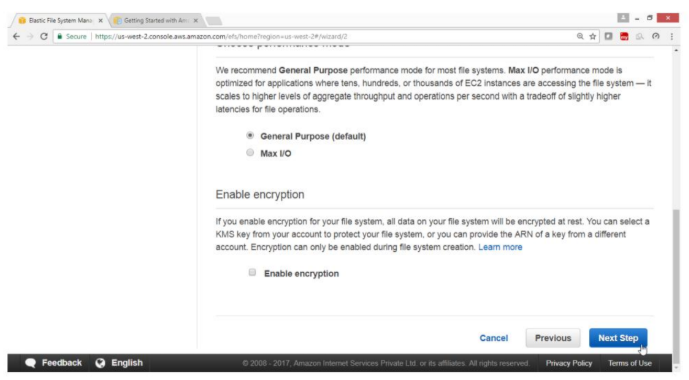 Elastic File System Mana
Getting Started with Am
Secure | https://us-west-2.console.aws.amazon.com/efs/home?region=us-west-2#/wizard/2
Choose performance mode
We recommend General Purpose performance mode for most file systems. Max I/O performance mode is
optimized for applications where tens, hundreds, or thousands of EC2 instances are accessing the file system — it
scales to higher levels of aggregate throughput and operations per second with a tradeoff of slightly higher
latencies for file operations.
General Purpose (default)
Max I/O
Enable encryption
If you enable encryption for your file system, all data on your file system will be encrypted at rest. You can select a
KMS key from your account to protect your file system, or you can provide the ARN of a key from a different
account. Encryption can only be enabled during file system creation. Learn more
Enable encryption
Cancel Previous Next Step
Feedback English © 2008 - 2017, Amazon Internet Services Private Ltd. or its affiliates. All rights reserved. Privacy Policy Terms of Use